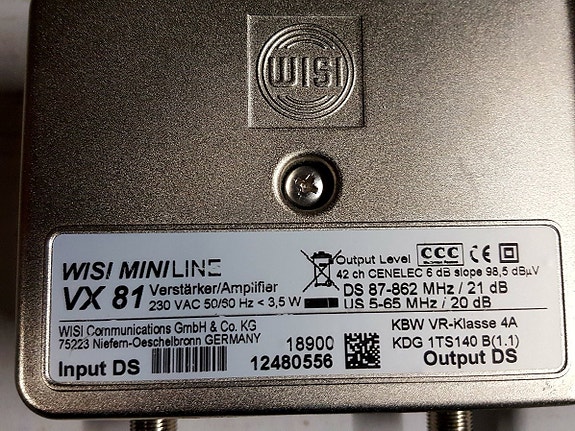 WISI
WISI MINILINE
VX 81 Verstärker/Amplifier
230 VAC 50/60 Hz < 3,5 W
Output Level CCC CE
42 ch CENELEC 6 dB slope 98,5 dBµV
DS 87-862 MHz / 21 dB
US 5-65 MHz / 20 dB
WISI Communications GmbH & Co. KG
75223 Niefern-Oeschelbronn GERMANY
18900
12480556
KBW VR-Klasse 4A
KDG 1TS140 B(1.1)
Input DS
Output DS